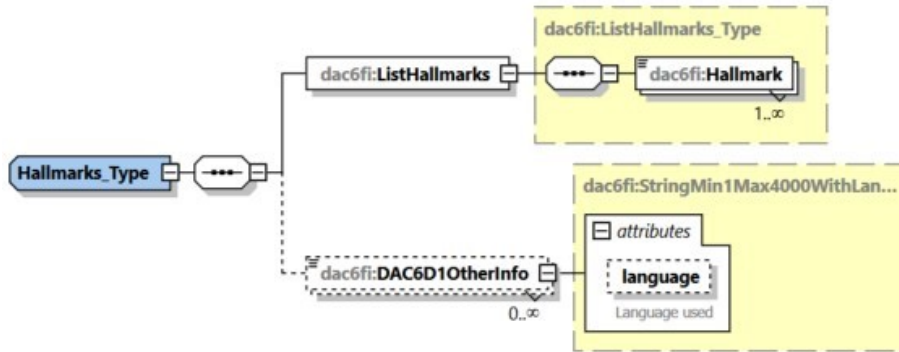 dac6fi:ListHallmarks_Type
dac6fi:ListHallmarks
dac6fi:Hallmark
1..∞
Hallmarks_Type
dac6fi:StringMin1Max4000WithLan...
attributes
dac6fi:DAC6D1OtherInfo
language
0..∞
Language used